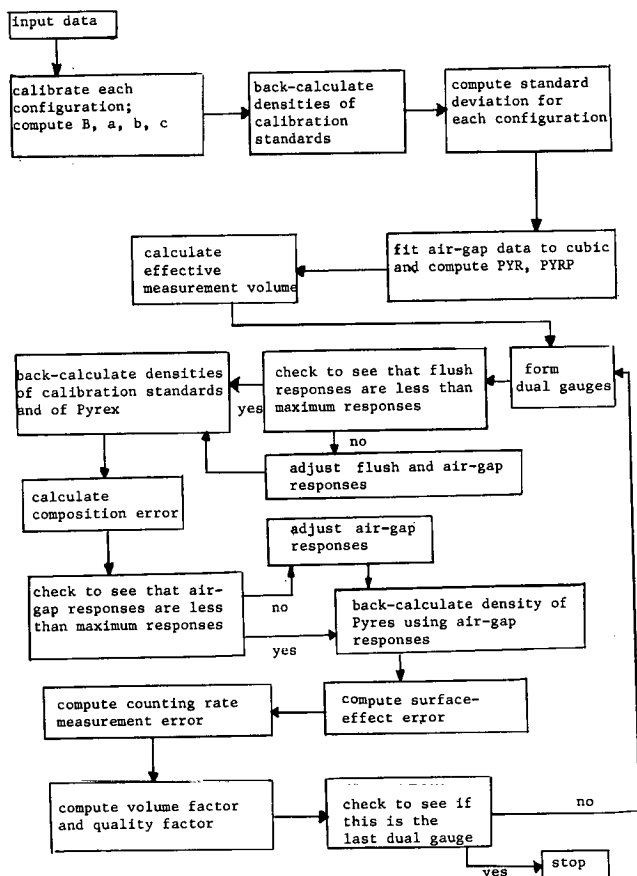 input data
calibrate each
configuration;
compute B, a, b, c
back-calculate
densities of
calibration
standards
compute standard
deviation for
each configuration
fit air-gap data to cubic
and compute PYR, PYRP
calculate
effective
measurement volume
form
dual gauges
check to see that flush
responses are less than
maximum responses
yes
no
back-calculate densities
of calibration standards
and of Pyrex
adjust flush and air-gap
responses
calculate
composition error
check to see that air-
gap responses are less
than maximum responses
no
yes
adjust air-gap
responses
back-calculate density of
Pyres using air-gap
responses
compute surface-
effect error
compute counting rate
measurement error
compute volume factor
and quality factor
check to see if
this is the
last dual gauge
no
yes
stop